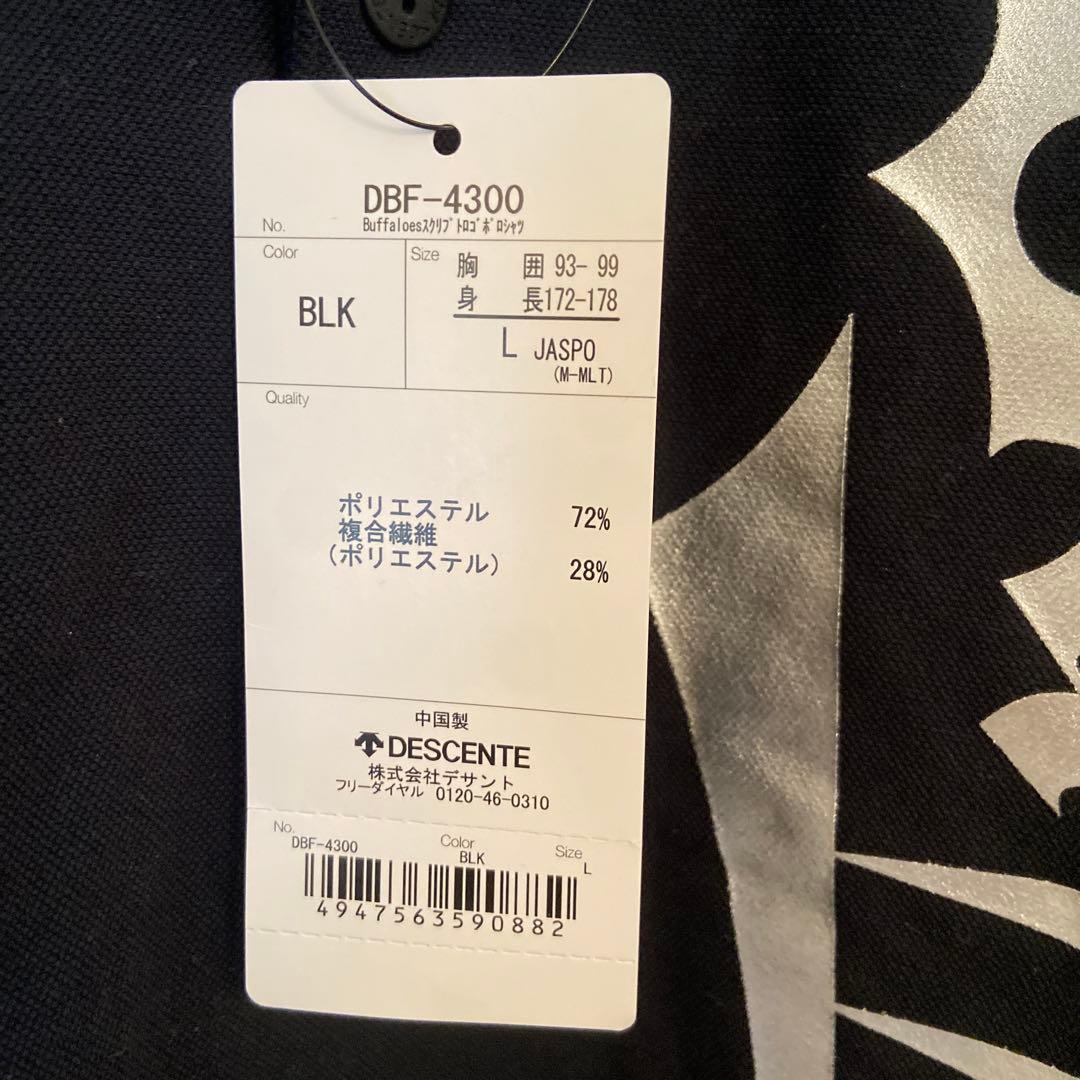 DBF-4300
No. Buffaloesｽｸﾘﾌﾟﾄﾛｺﾞﾎﾟﾛｼｬﾂ
Color
BLK
Size
胸 囲 93- 99
身 長172-178
L JASPO
(M-MLT)
Quality
ポリエステル 72%
複合繊維
(ポリエステル) 28%
中国製
DESCENTE
株式会社デサント
フリーダイヤル 0120-46-0310
No. Color Size
DBF-4300 BLK L
4947563590882